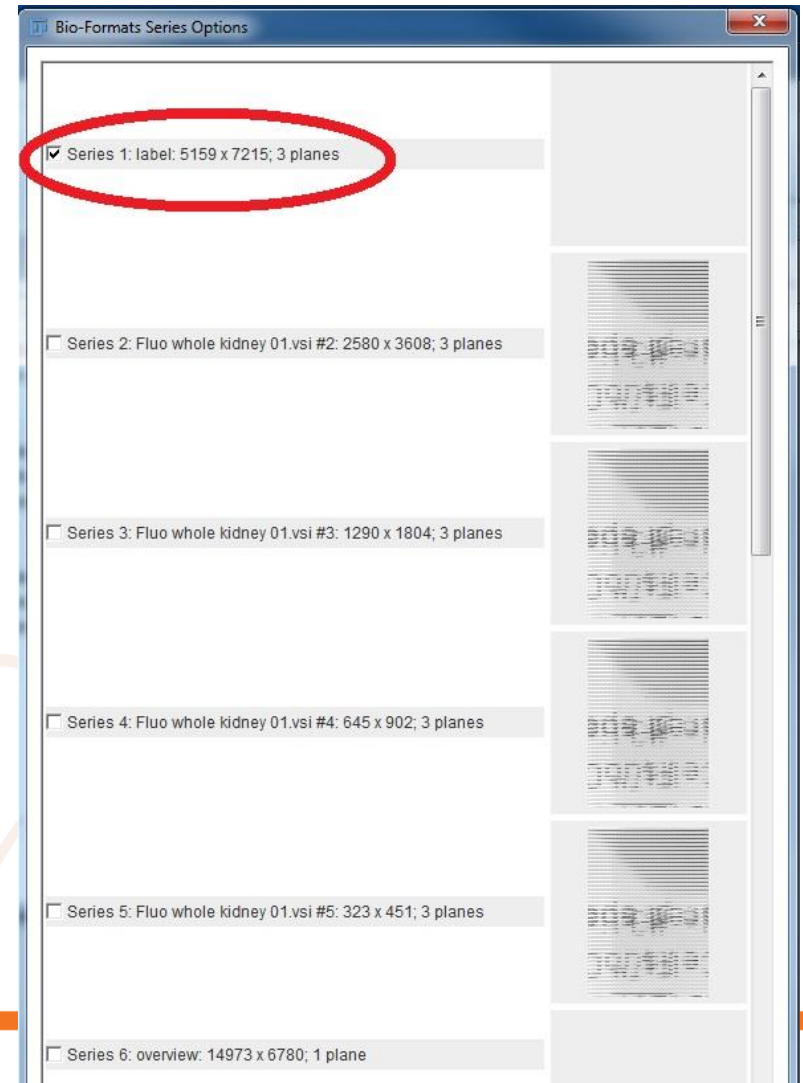 Bio-Formats Series Options
Series 1: label: 5159 x 7215; 3 planes
Series 2: Fluo whole kidney 01.vsi #2: 2580 x 3608; 3 planes
Series 3: Fluo whole kidney 01.vsi #3: 1290 x 1804; 3 planes
Series 4: Fluo whole kidney 01.vsi #4: 645 x 902; 3 planes
Series 5: Fluo whole kidney 01.vsi #5: 323 x 451; 3 planes
Series 6: overview: 14973 x 6780; 1 plane